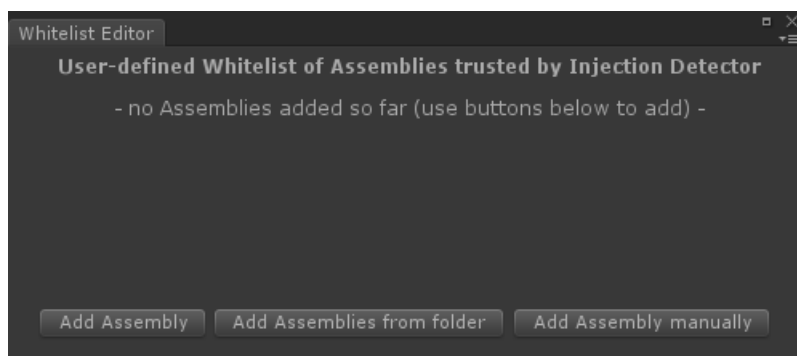 Whitelist Editor
User-defined Whitelist of Assemblies trusted by Injection Detector
- no Assemblies added so far (use buttons below to add) -
Add Assembly Add Assemblies from folder Add Assembly manually